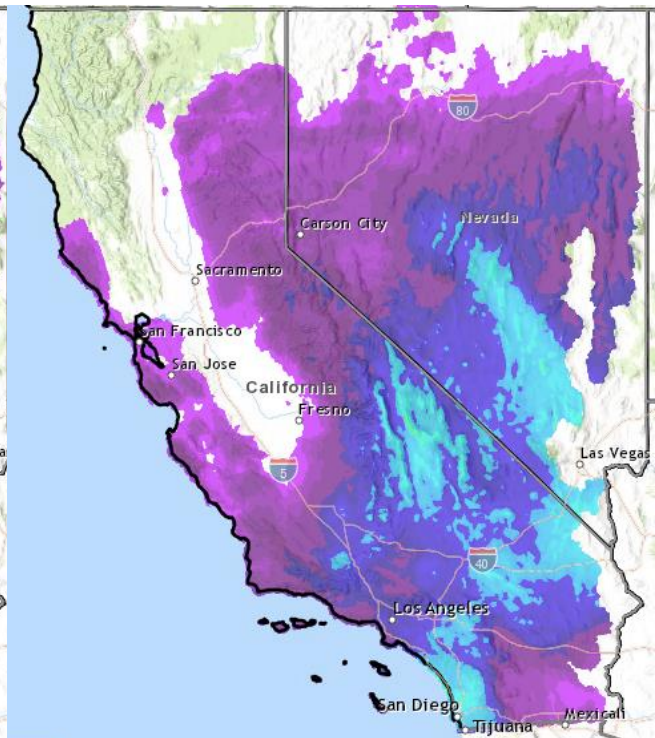 80
Nevada
Carson City
Sacramento
San Francisco
San Jose
California
Fresno
5
Las Vegas
40
Los Angeles
San Diego
Tijuana
Mexicali